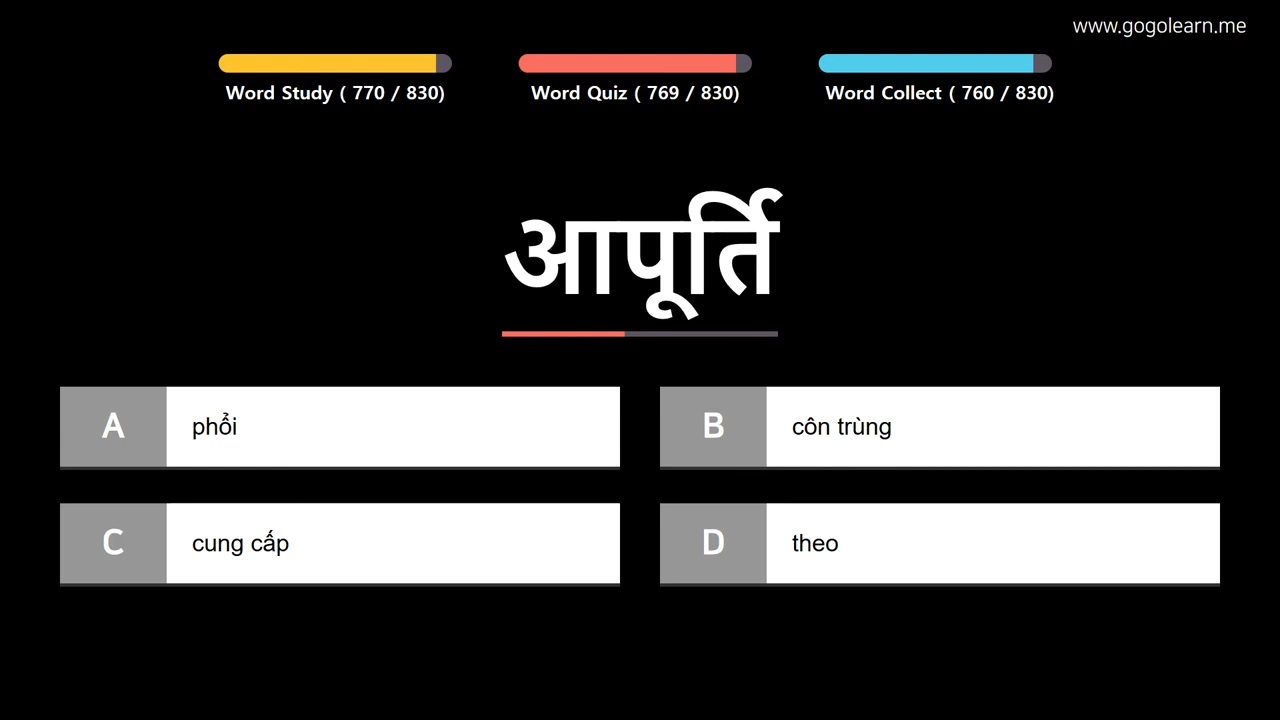 www.gogolearn.me
Word Study ( 770 / 830)
Word Quiz ( 769 / 830)
Word Collect ( 760 / 830)
आपूर्ति
A phổi
B côn trùng
C cung cấp
D theo